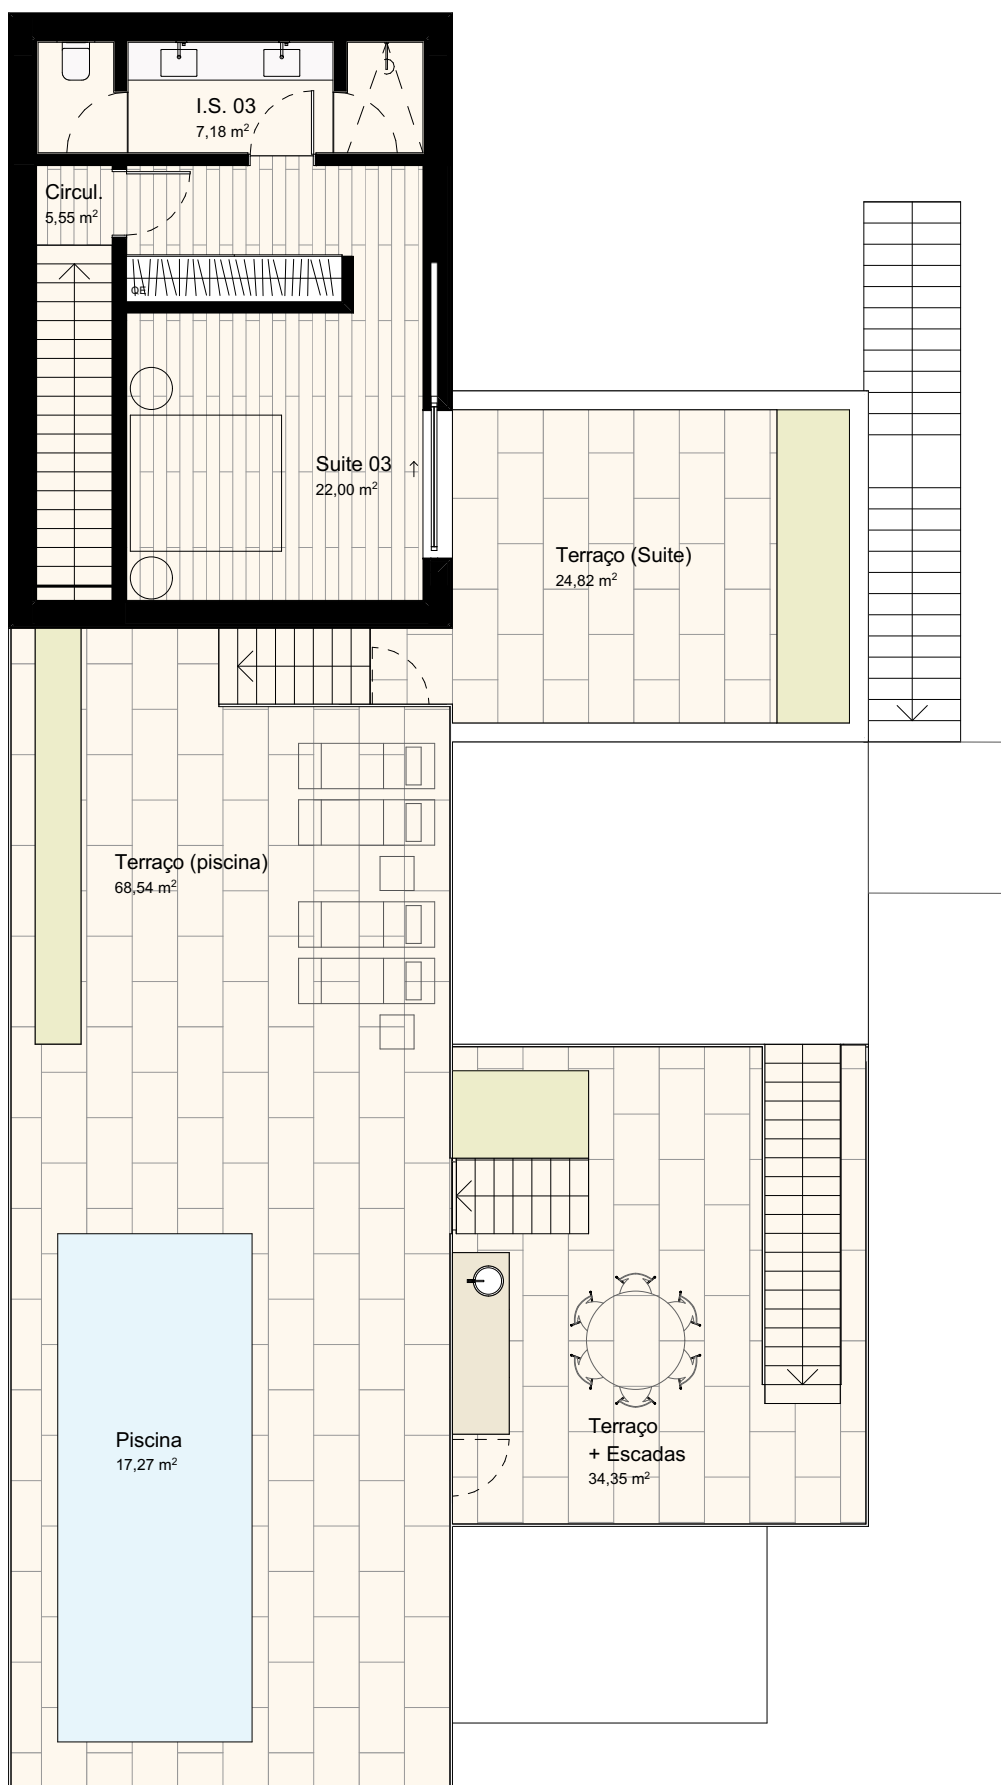 I.S. 03
7,18 m²
Circul.
5,55 m²
QE
Suite 03
22,00 m²
Terraço (Suite)
24,82 m²
Terraço (piscina)
68,54 m²
Piscina
17,27 m²
Terraço
+ Escadas
34,35 m²